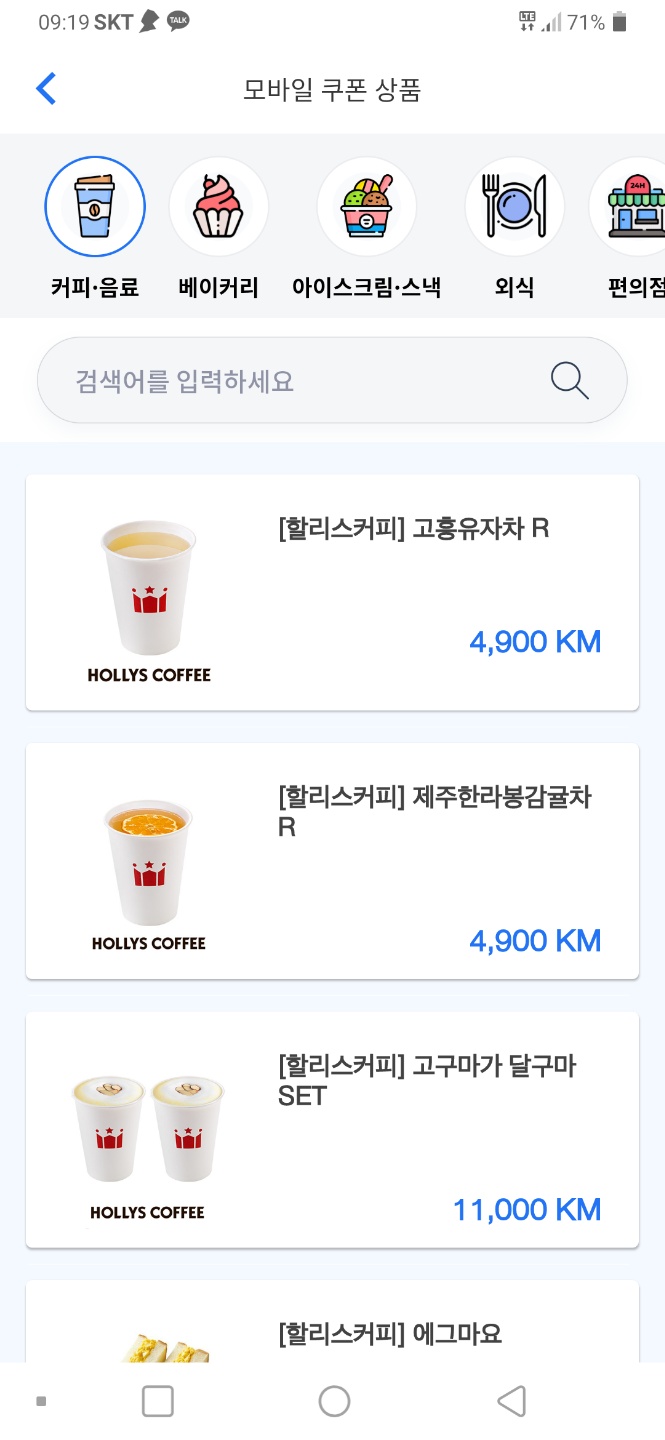 09:19 SKT TALK LTE 71%
모바일 쿠폰 상품
24H
커피·음료 베이커리 아이스크림·스낵 외식 편의점
검색어를 입력하세요
[할리스커피] 고흥유자차 R
4,900 KM
HOLLYS COFFEE
[할리스커피] 제주한라봉감귤차
R
4,900 KM
HOLLYS COFFEE
[할리스커피] 고구마가 달구마
SET
11,000 KM
HOLLYS COFFEE
[할리스커피] 에그마요